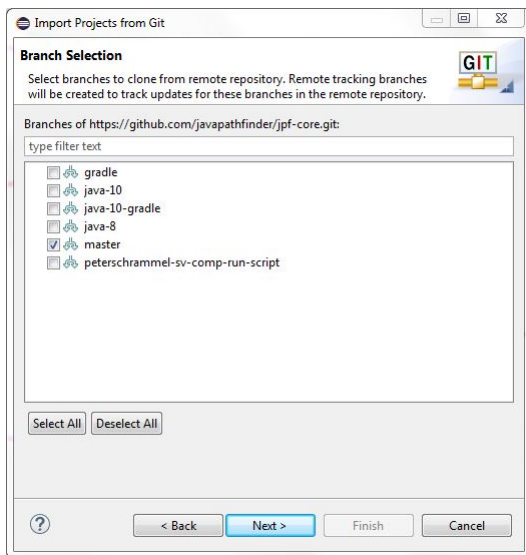 Import Projects from Git
Branch Selection
Select branches to clone from remote repository. Remote tracking branches
will be created to track updates for these branches in the remote repository.
GIT
Branches of https://github.com/javapathfinder/jpf-core.git:
type filter text
gradle
java-10
java-10-gradle
java-8
master
peterschrammel-sv-comp-run-script
Select All Deselect All
? < Back Next > Finish Cancel